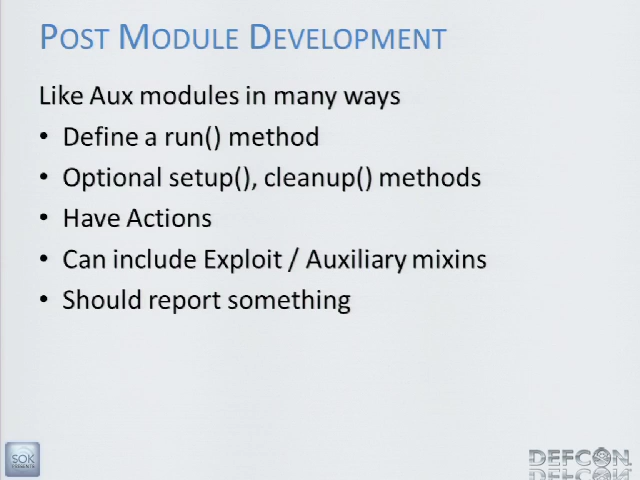 POST MODULE DEVELOPMENT
Like Aux modules in many ways
• Define a run() method
• Optional setup(), cleanup() methods
• Have Actions
• Can include Exploit / Auxiliary mixins
• Should report something
SOK
DEFCON